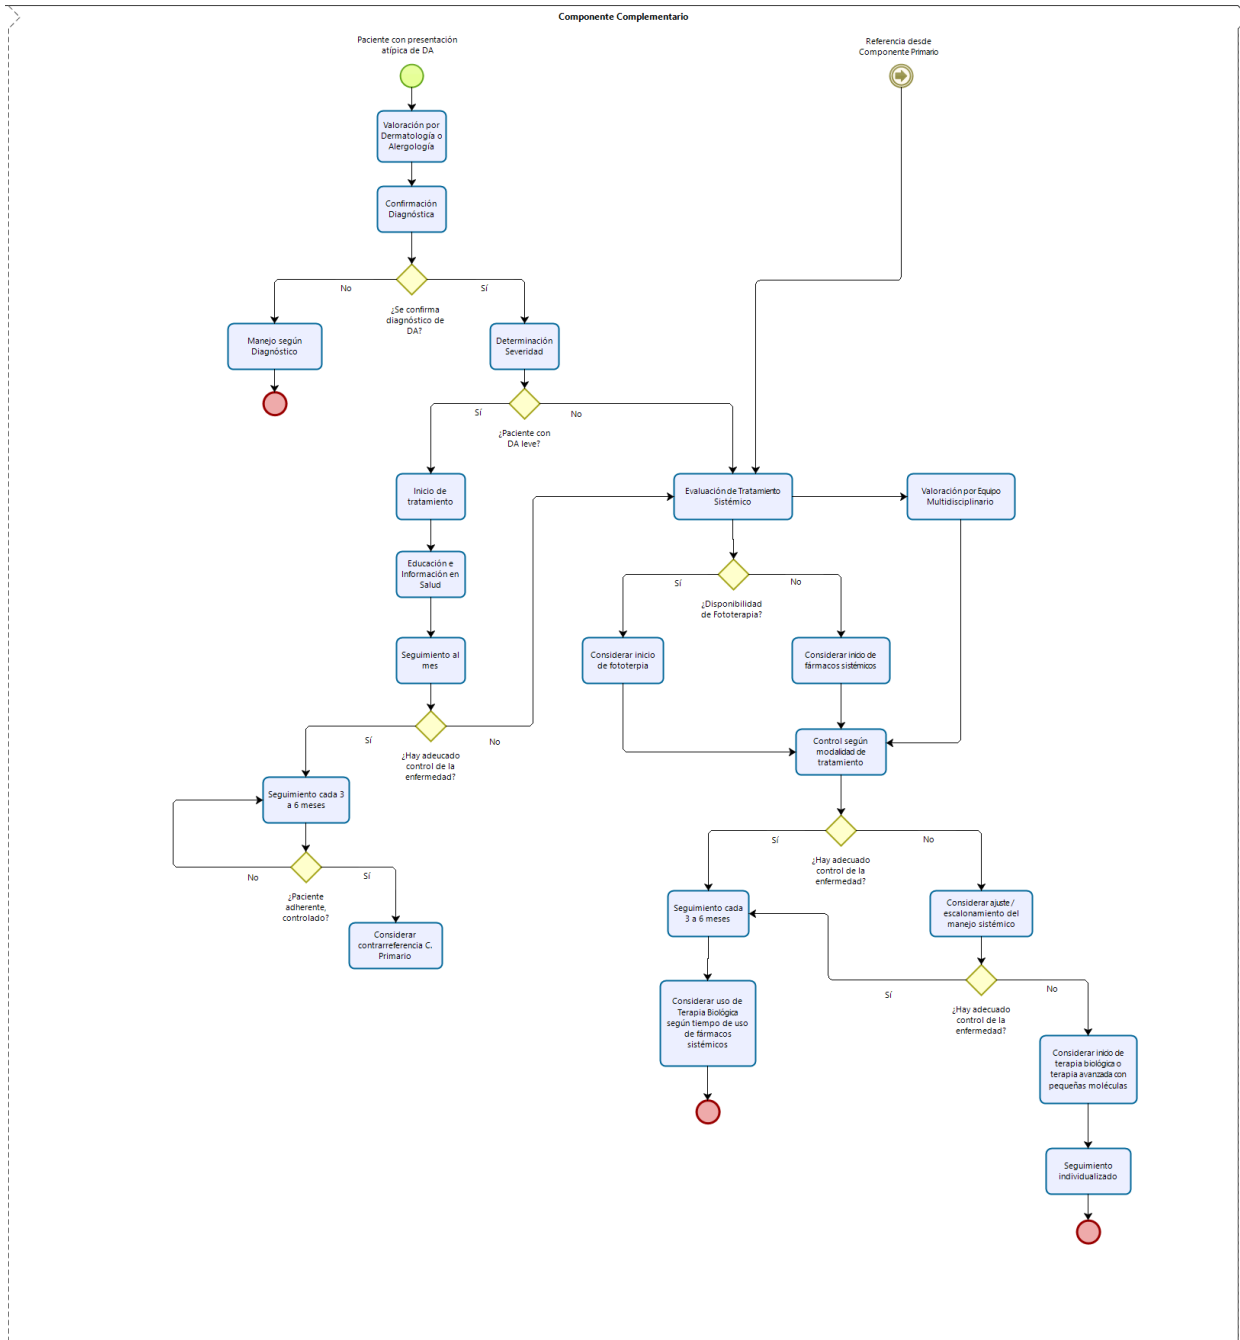 Componente Complementario
Paciente con presentación
atípica de DA
Referencia desde
Componente Primario
Valoración por
Dermatología o
Alergología
Confirmación
Diagnóstica
No
Sí
¿Se confirma
diagnóstico de
DA?
Manejo según
Diagnóstico
Determinación
Severidad
Sí
No
¿Paciente con
DA leve?
Inicio de
tratamiento
Evaluación de Tratamiento
Sistémico
Valoración por Equipo
Multidisciplinario
Educación e
Información en
Salud
Sí
No
¿Disponibilidad
de Fototerapia?
Seguimiento al
mes
Considerar inicio
de fototerpia
Considerar inicio de
fármacos sistémicos
Sí
No
¿Hay adeucado
control de la
enfermedad?
Control según
modalidad de
tratamiento
Seguimiento cada 3
a 6 meses
Sí
No
¿Hay adecuado
control de la
enfermedad?
No
Sí
¿Paciente
adherente,
controlado?
Seguimiento cada
3 a 6 meses
Considerar ajuste /
escalonamiento del
manejo sistémico
Considerar
contrarreferencia C.
Primario
Sí
No
¿Hay adecuado
control de la
enfermedad?
Considerar uso de
Terapia Biológica
según tiempo de uso
de fármacos
sistémicos
Considerar inicio de
terapia biológica o
terapia avanzada con
pequeñas moléculas
Seguimiento
individualizado